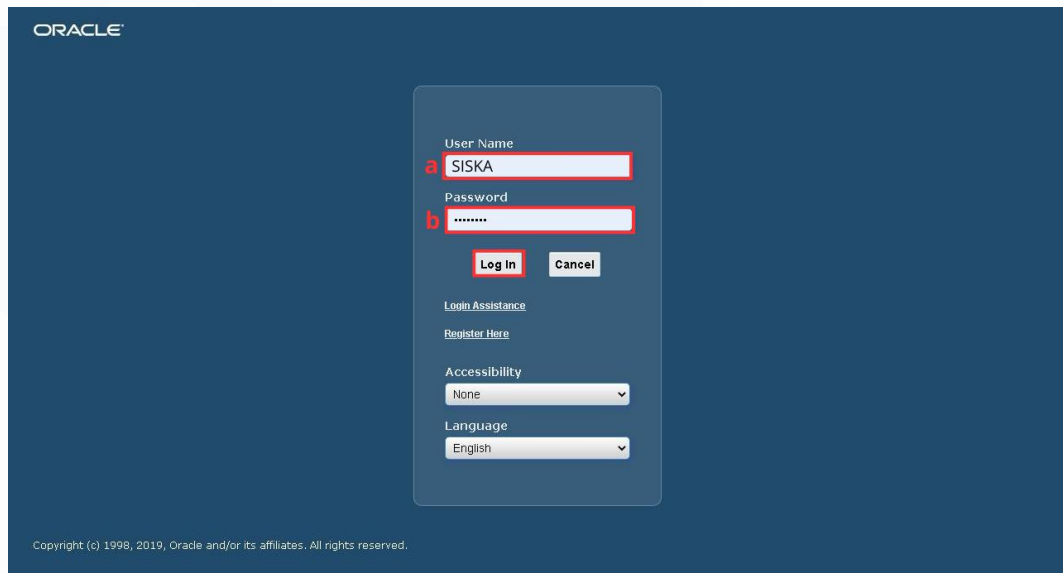 ORACLE
User Name
a SISKA
Password
b ........
Log In Cancel
Login Assistance
Register Here
Accessibility
None
Language
English
Copyright (c) 1998, 2019, Oracle and/or its affiliates. All rights reserved.